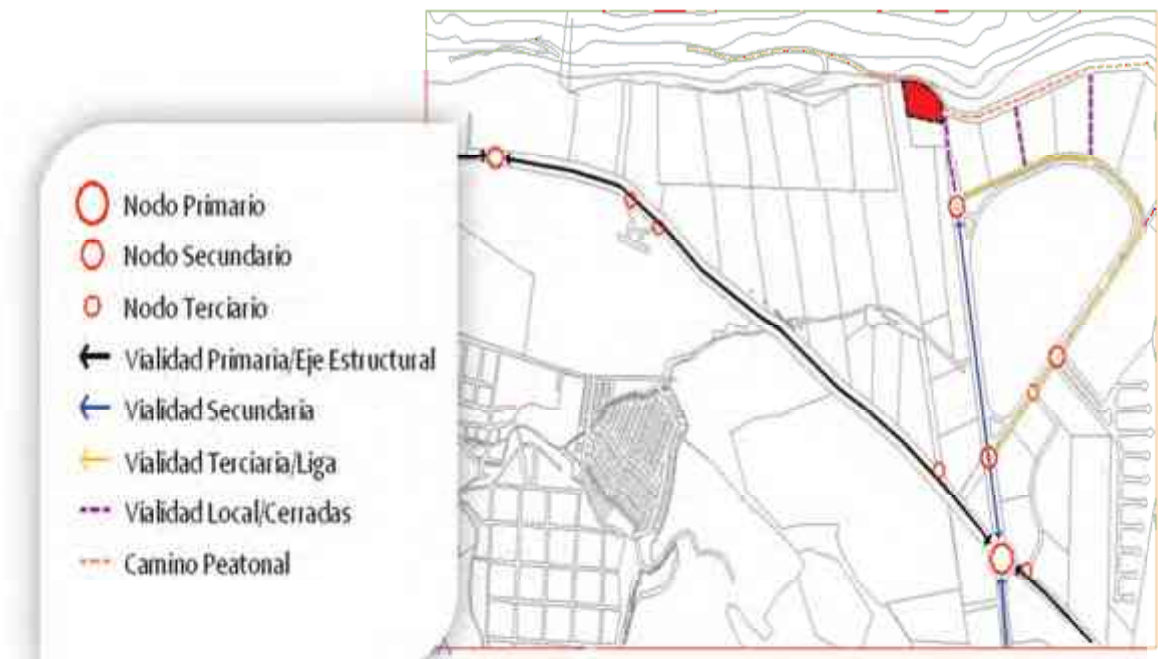 Nodo Primario
Nodo Secundario
Nodo Terciario
Vialidad Primaria/Eje Estructural
Vialidad Secundaria
Vialidad Terciaria/Liga
Vialidad Local/Cerradas
Camino Peatonal